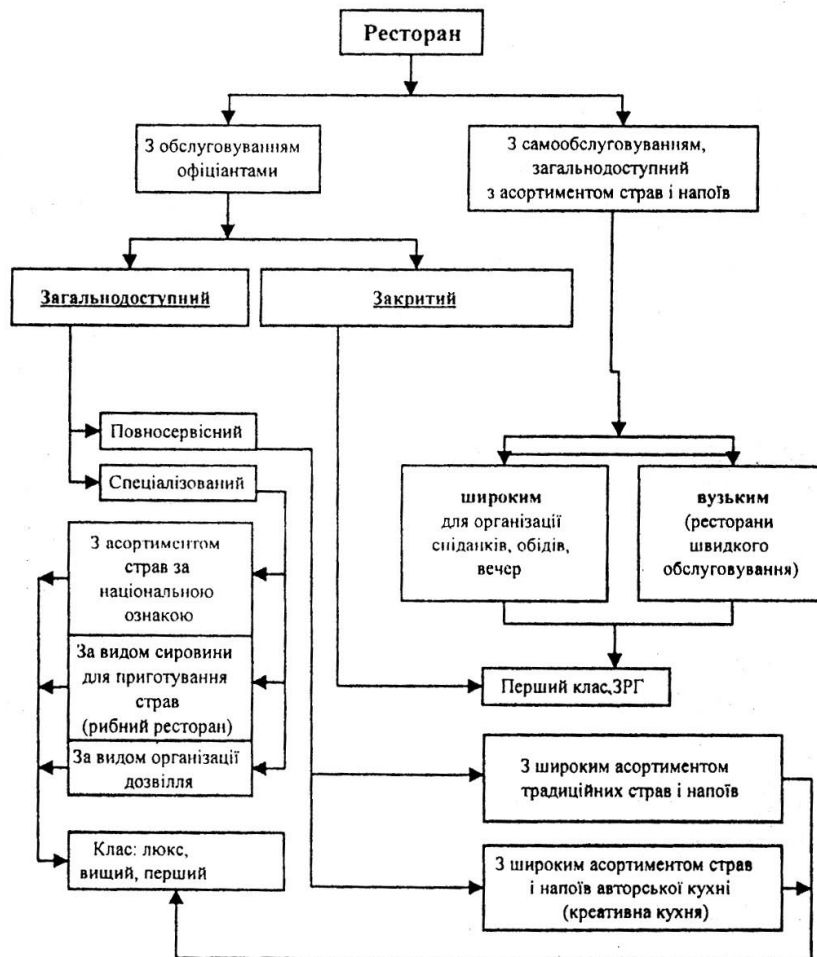 Ресторан
З обслуговуванням
офіціантами
З самообслуговуванням,
загальнодоступний
з асортиментом страв і напоїв
Загальнодоступний
Закритий
Повносервісний
Спеціалізований
широким
для організації
сніданків, обідів,
вечер
вузьким
(ресторани
швидкого
обслуговування)
З асортиментом
страв за
національною
ознакою
За видом сировини
для приготування
страв
(рибний ресторан)
За видом організації
дозвілля
Перший клас,ЗРГ
З широким асортиментом
традиційних страв і напоїв
Клас: люкс,
вищий, перший
З широким асортиментом страв
і напоїв авторської кухні
(креативна кухня)